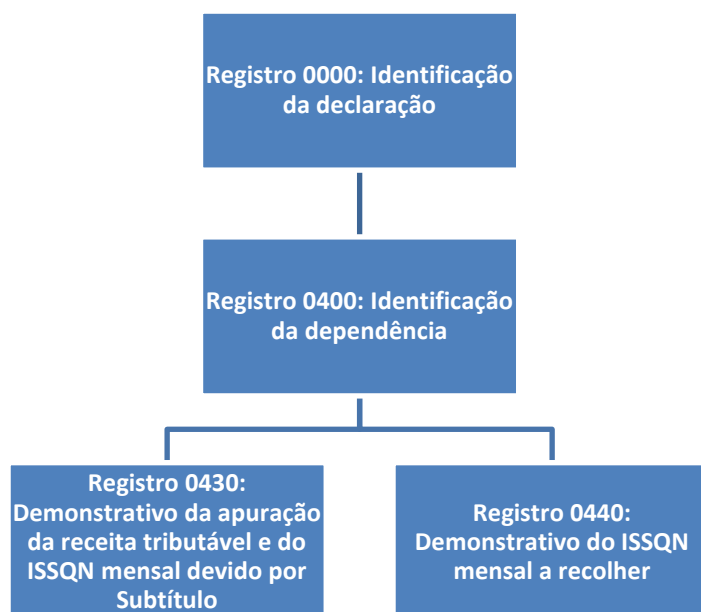 Registro 0000: Identificação
da declaração
Registro 0400: Identificação
da dependência
Registro 0430:
Demonstrativo da apuração
da receita tributável e do
ISSQN mensal devido por
Subtítulo
Registro 0440:
Demonstrativo do ISSQN
mensal a recolher